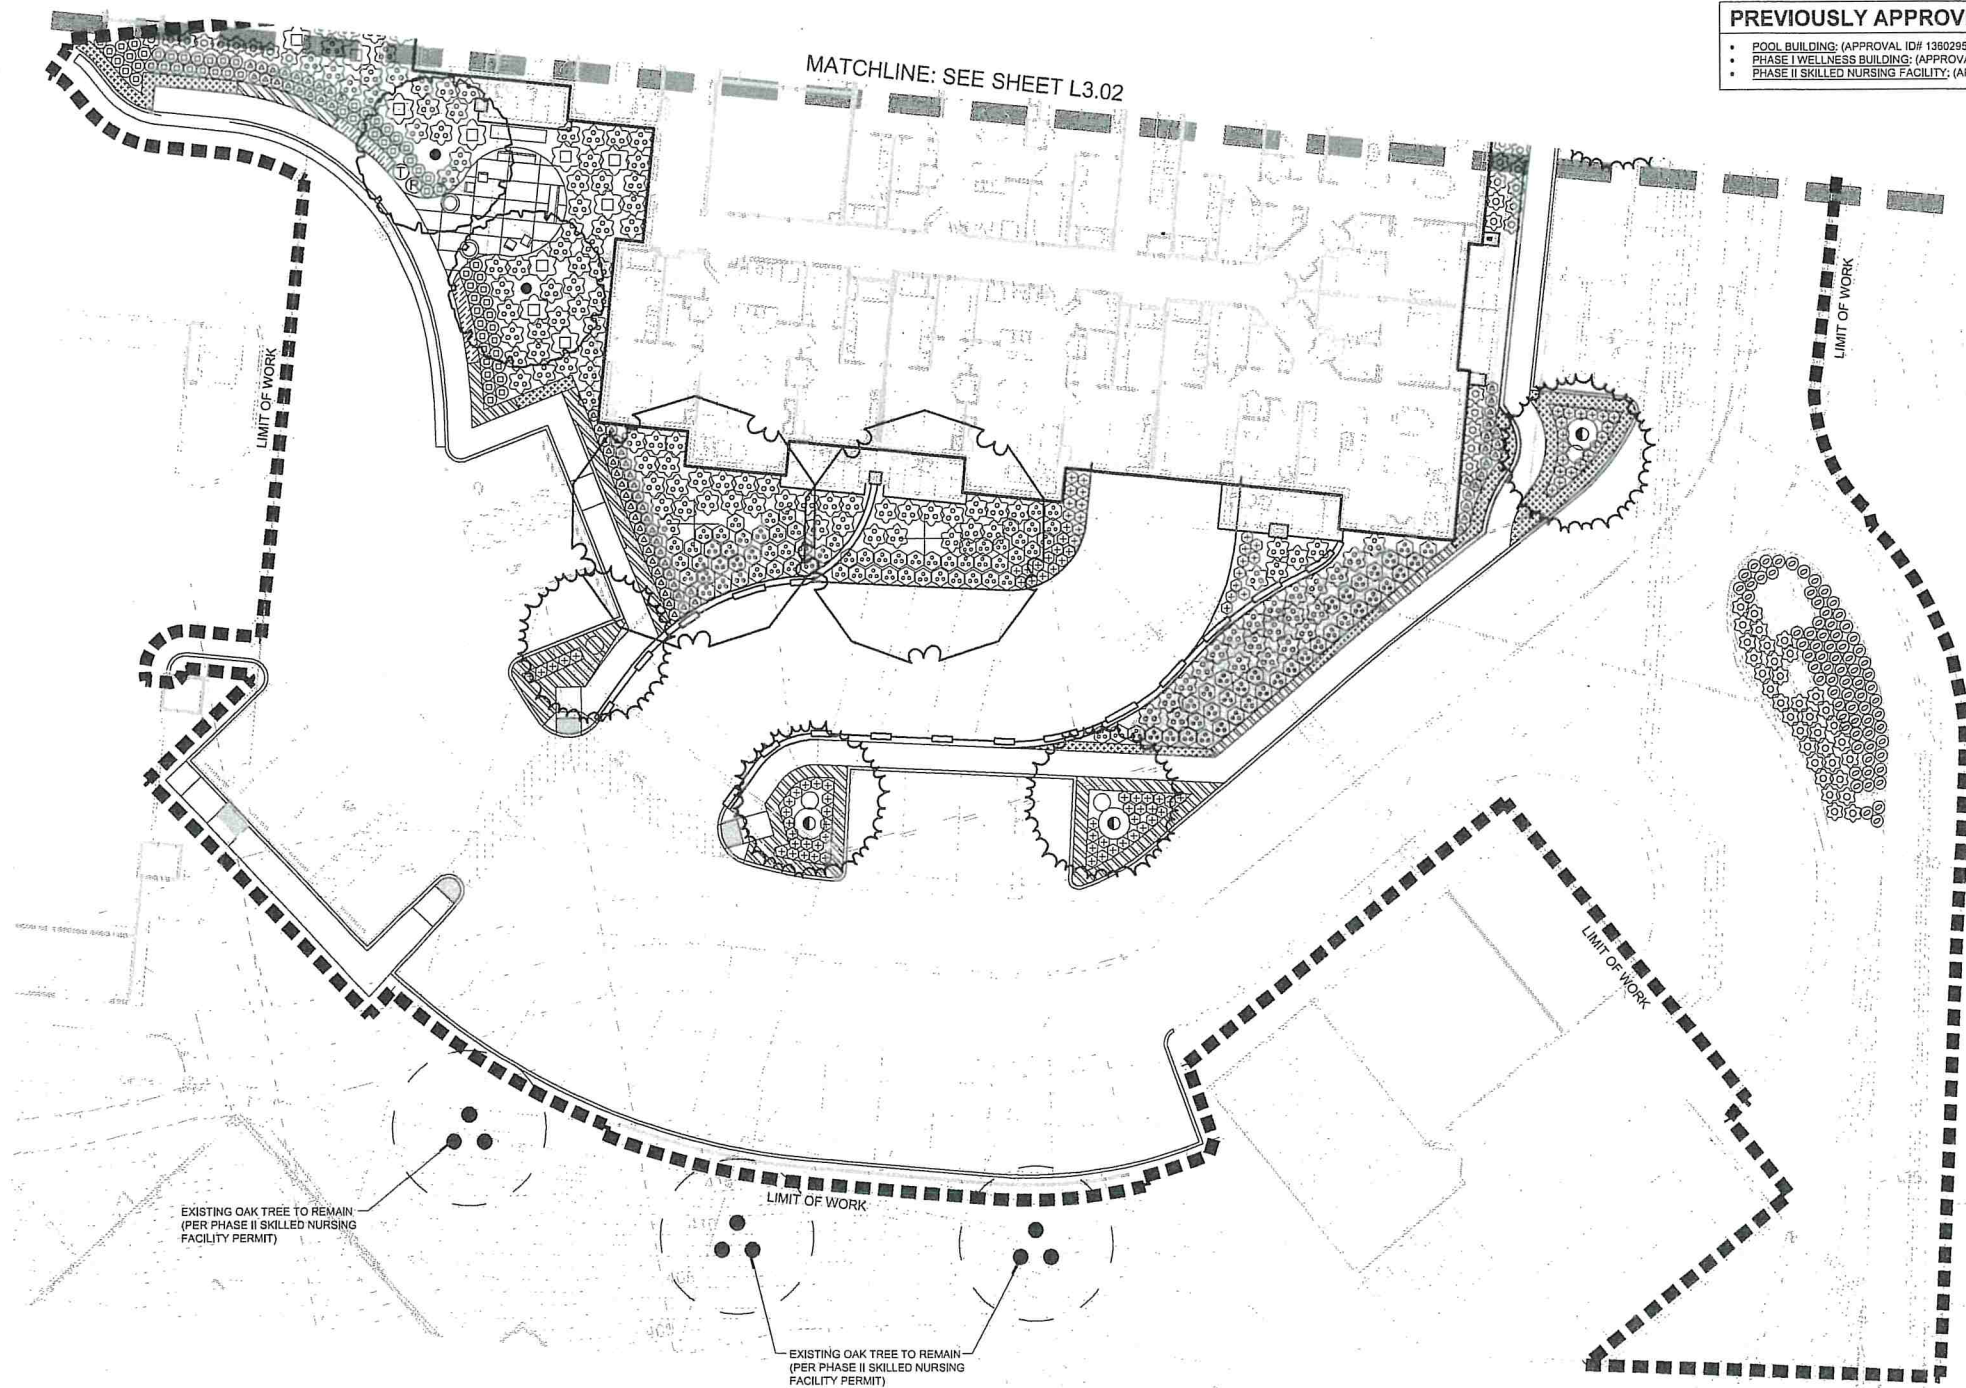 PREVIOUSLY APPROV
• POOL BUILDING: (APPROVAL ID# 1360295
• PHASE I WELLNESS BUILDING: (APPROVA
• PHASE II SKILLED NURSING FACILITY: (A
MATCHLINE: SEE SHEET L3.02
T
R
LIMIT OF WORK
LIMIT OF WORK
LIMIT OF WORK
LIMIT OF WORK
EXISTING OAK TREE TO REMAIN
(PER PHASE II SKILLED NURSING
FACILITY PERMIT)
EXISTING OAK TREE TO REMAIN
(PER PHASE II SKILLED NURSING
FACILITY PERMIT)